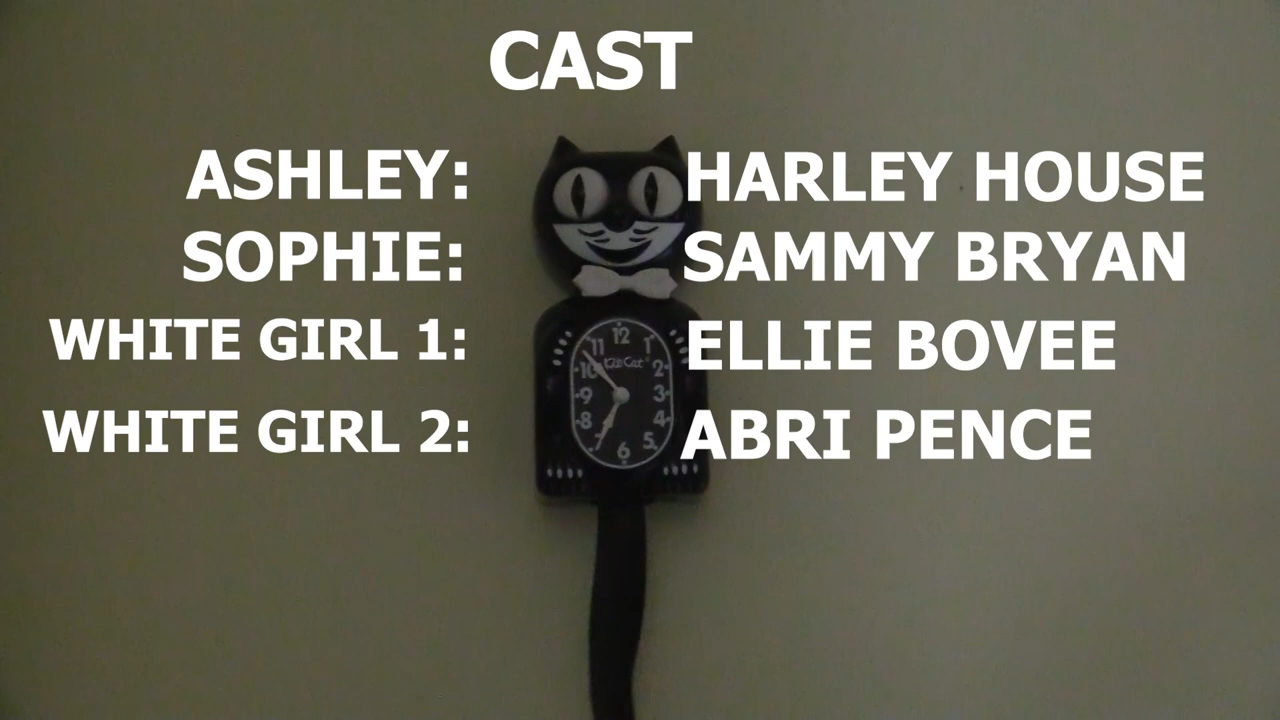 CAST
ASHLEY: HARLEY HOUSE
SOPHIE: SAMMY BRYAN
WHITE GIRL 1: ELLIE BOVEE
WHITE GIRL 2: ABRI PENCE
12
11 1
10 Kit-Cat 2
9 3
8 4
5
6